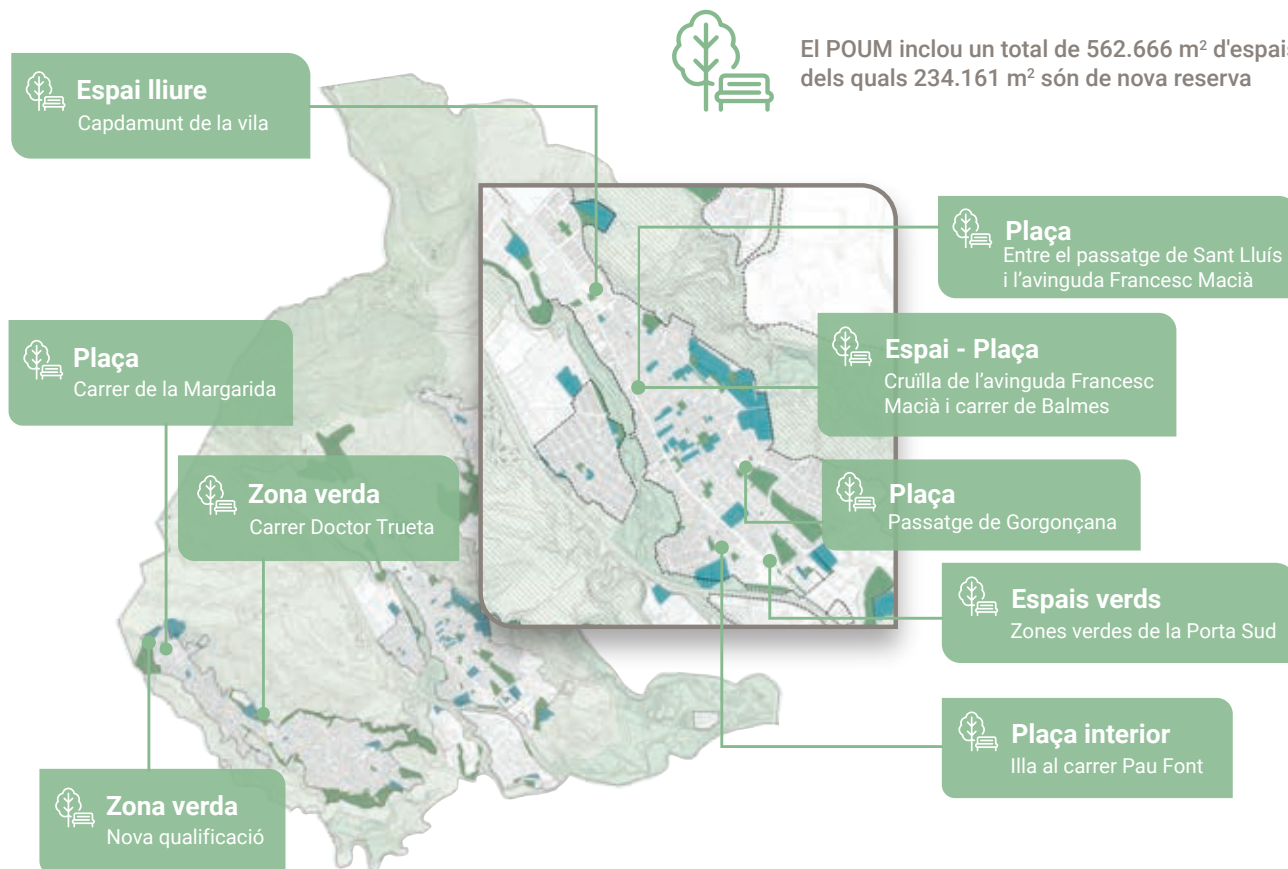 El POUM inclou un total de 562.666 m² d'espais
dels quals 234.161 m² són de nova reserva
Espai lliure
Capdamunt de la vila
Plaça
Entre el passatge de Sant Lluís
i l’avinguda Francesc Macià
Espai - Plaça
Cruïlla de l’avinguda Francesc
Macià i carrer de Balmes
Plaça
Carrer de la Margarida
Zona verda
Carrer Doctor Trueta
Plaça
Passatge de Gorgonçana
Espais verds
Zones verdes de la Porta Sud
Plaça interior
Illa al carrer Pau Font
Zona verda
Nova qualificació